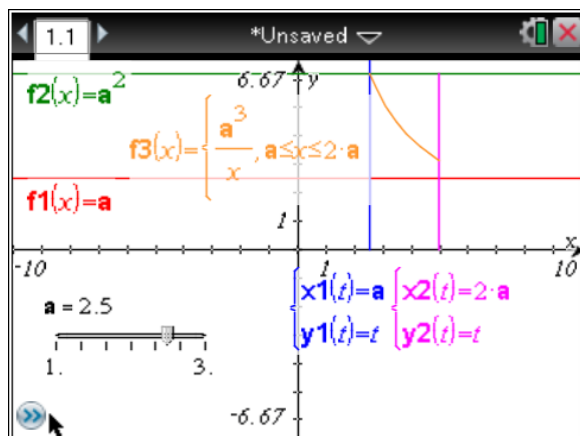 1.1 *Unsaved
6.67 y
f2(x)=a²
f3(x)={a³/x, a≤x≤2·a
f1(x)=a
1
x
-10 1 10
{x1(t)=a {x2(t)=2·a
{y1(t)=t {y2(t)=t
a = 2.5
1. 3.
-6.67